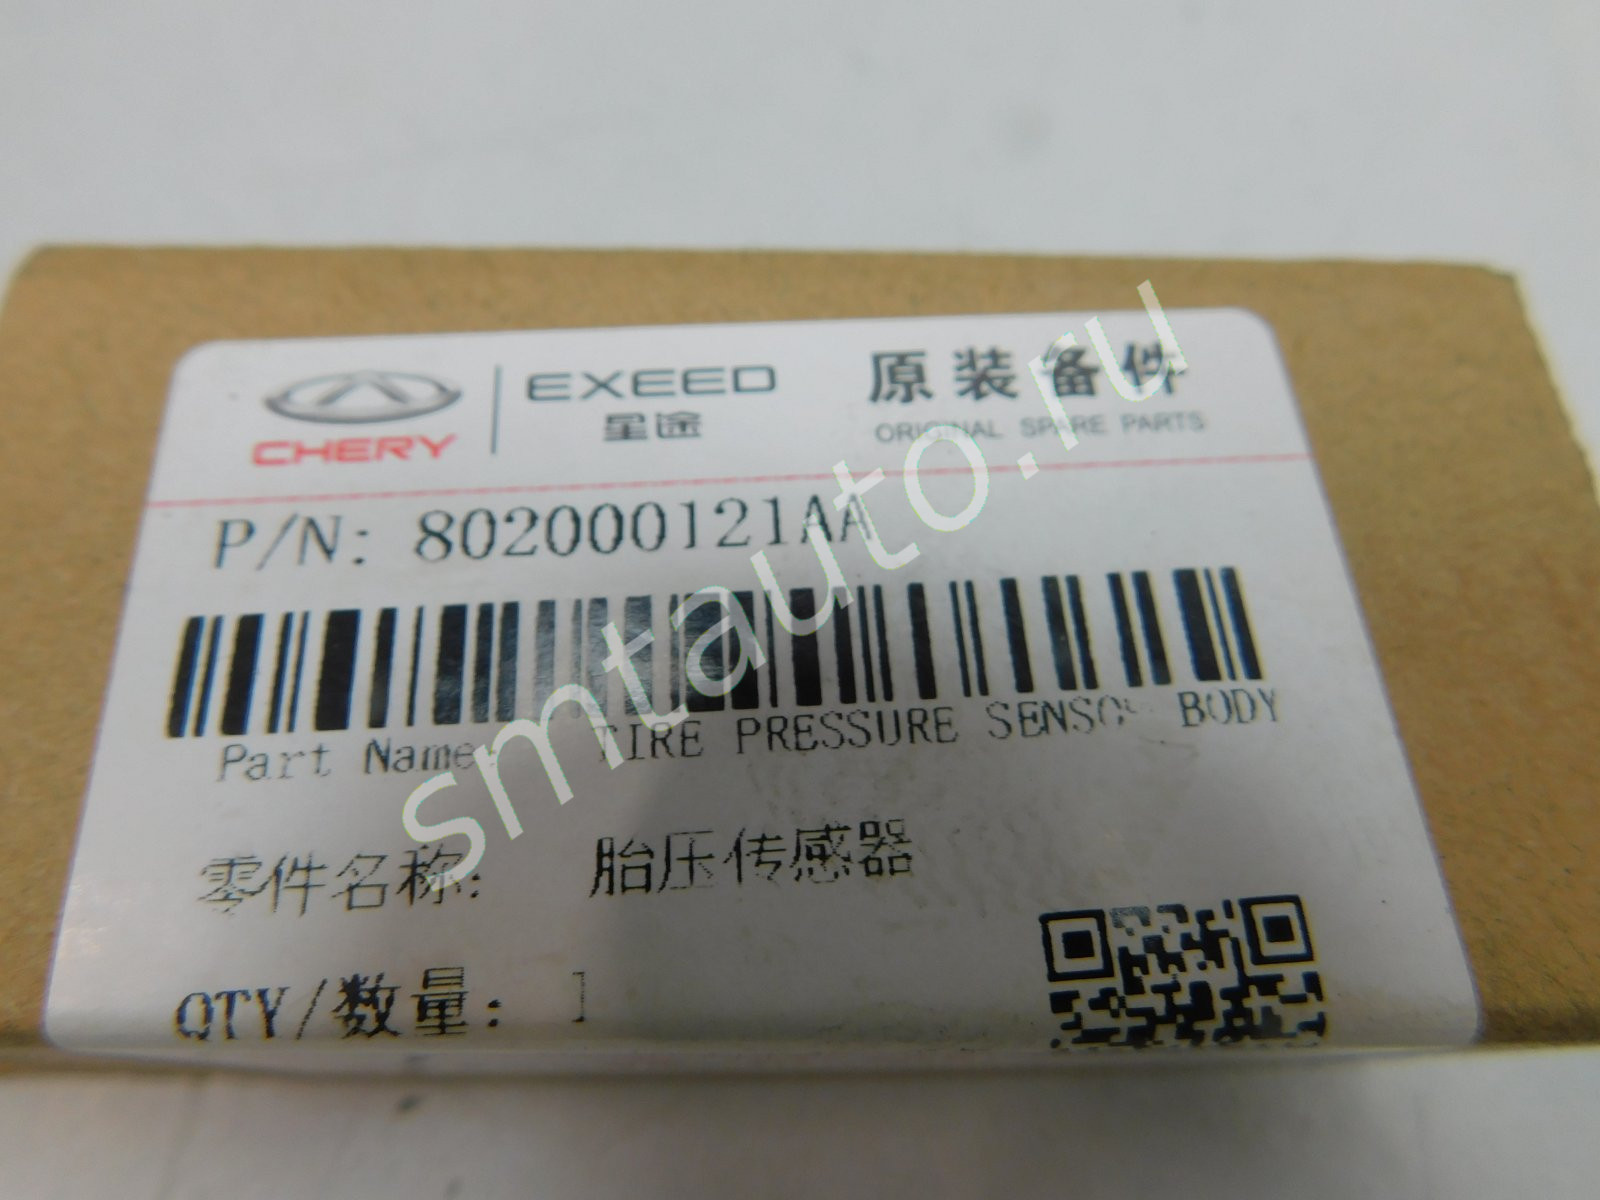 CHERY
EXEED
星途
原装备件
ORIGINAL SPARE PARTS
P/N: 802000121AA
Part Name: TIRE PRESSURE SENSOR BODY
零件名称: 胎压传感器
QTY/数量: 1
smtauto.ru